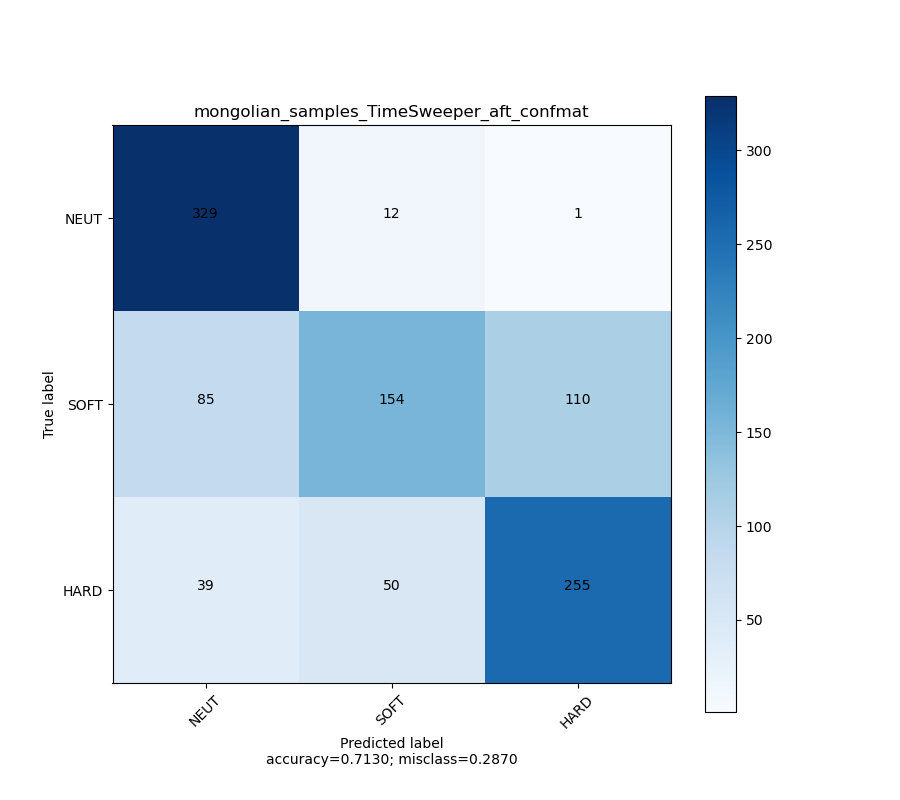 mongolian_samples_TimeSweeper_aft_confmat
True label
NEUT 329 12 1
SOFT 85 154 110
HARD 39 50 255
NEUT SOFT HARD
Predicted label
accuracy=0.7130; misclass=0.2870
300
250
200
150
100
50